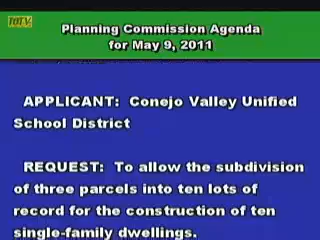 TOTV
Planning Commission Agenda
for May 9, 2011
APPLICANT: Conejo Valley Unified
School District
REQUEST: To allow the subdivision
of three parcels into ten lots of
record for the construction of ten
single-family dwellings.